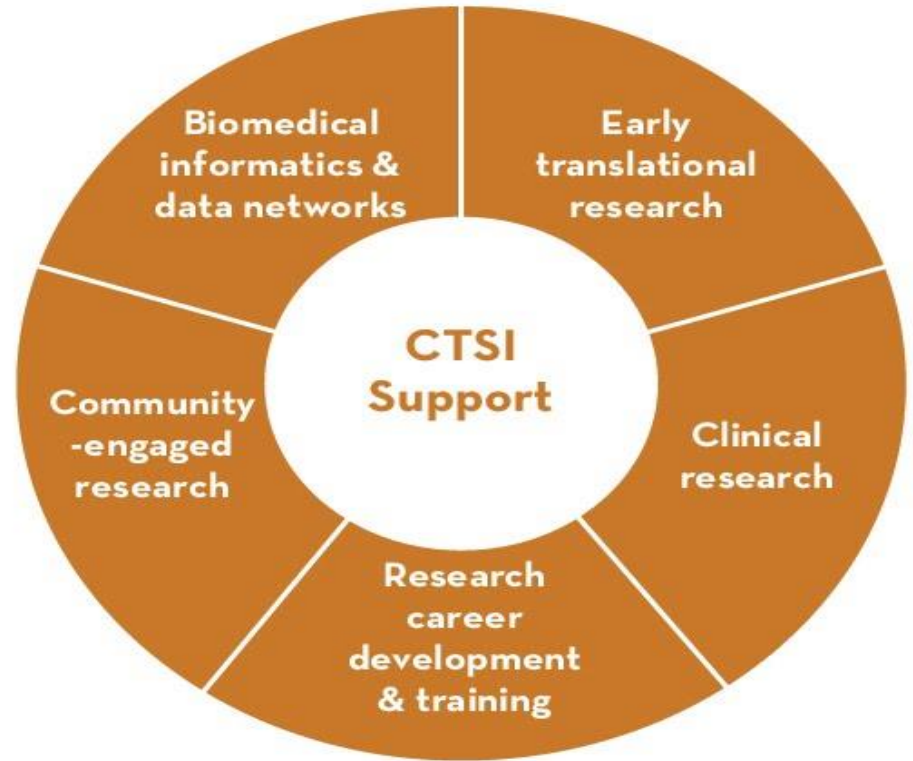 Biomedical
informatics &
data networks
Early
translational
research
CTSI
Support
Community
-engaged
research
Clinical
research
Research
career
development
& training